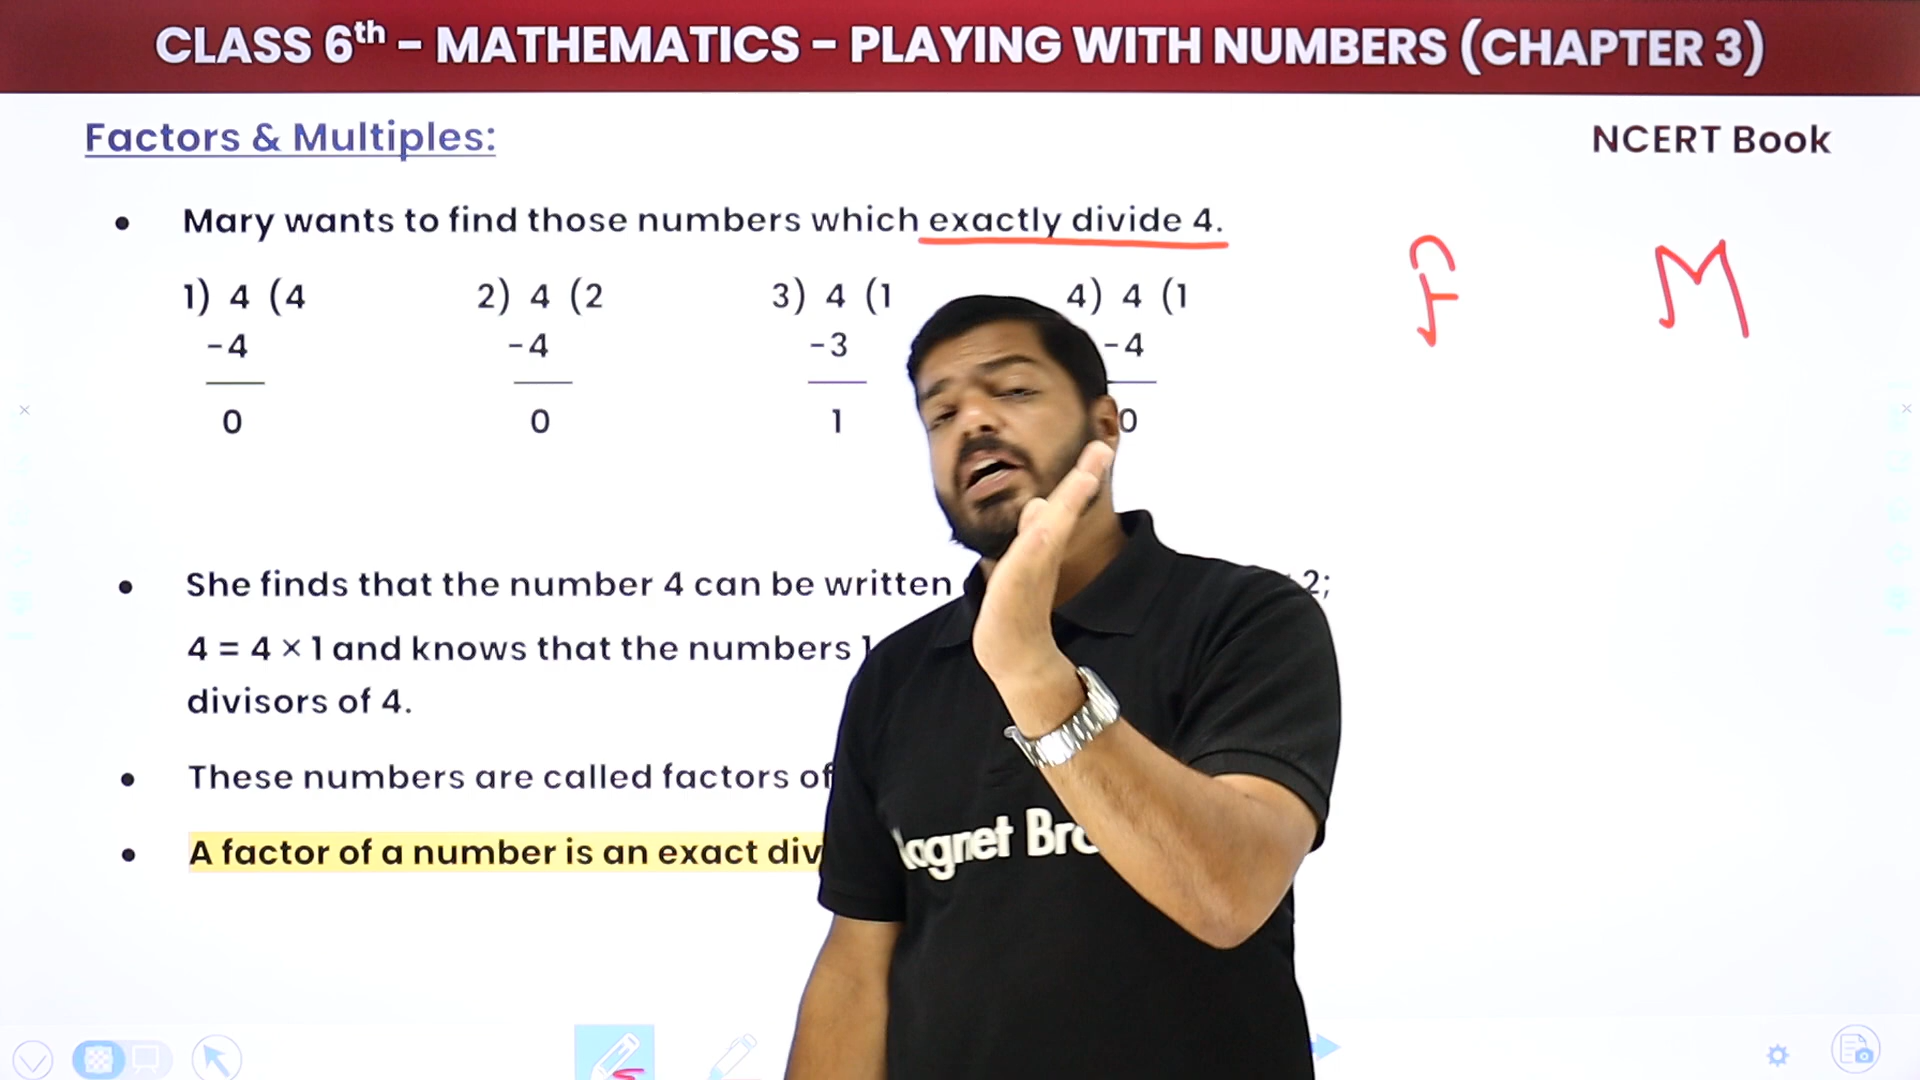 CLASS 6th - MATHEMATICS - PLAYING WITH NUMBERS (CHAPTER 3)
Factors & Multiples:
NCERT Book
• Mary wants to find those numbers which exactly divide 4.
F M
1) 4 (4 2) 4 (2 3) 4 (1 4) 4 (1
-4 -4 -3 -4
0 0 1 0
• She finds that the number 4 can be written 2;
4 = 4 × 1 and knows that the numbers 1
divisors of 4.
• These numbers are called factors of
• A factor of a number is an exact div
agnet Bro